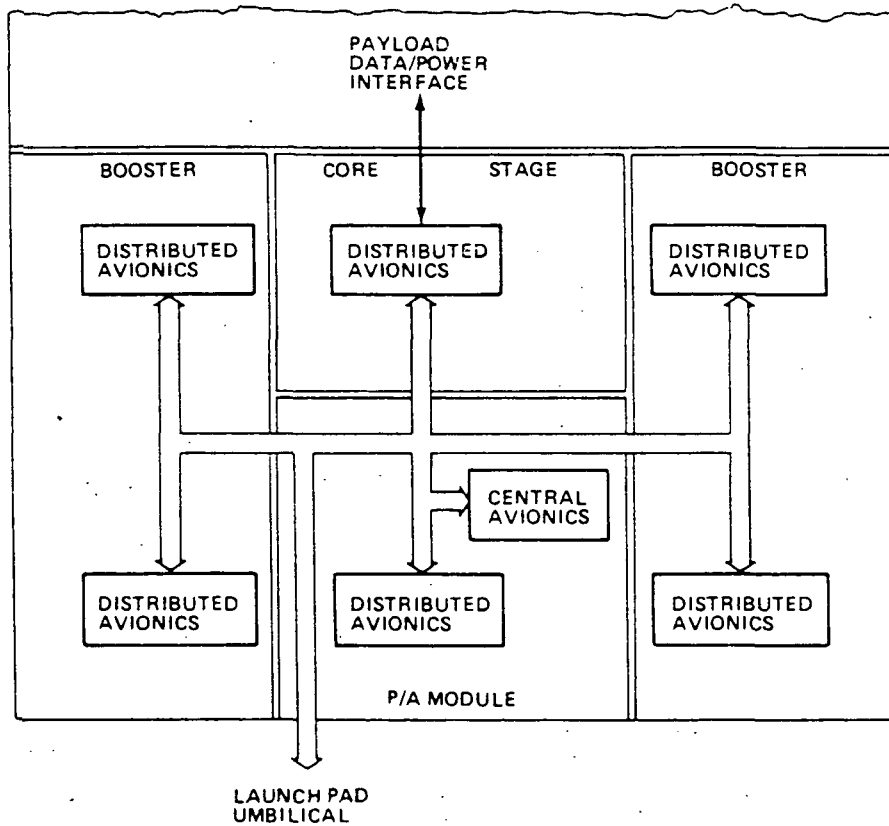 PAYLOAD
DATA/POWER
INTERFACE
BOOSTER
CORE STAGE
BOOSTER
DISTRIBUTED
AVIONICS
DISTRIBUTED
AVIONICS
DISTRIBUTED
AVIONICS
CENTRAL
AVIONICS
DISTRIBUTED
AVIONICS
DISTRIBUTED
AVIONICS
DISTRIBUTED
AVIONICS
P/A MODULE
LAUNCH PAD
UMBILICAL